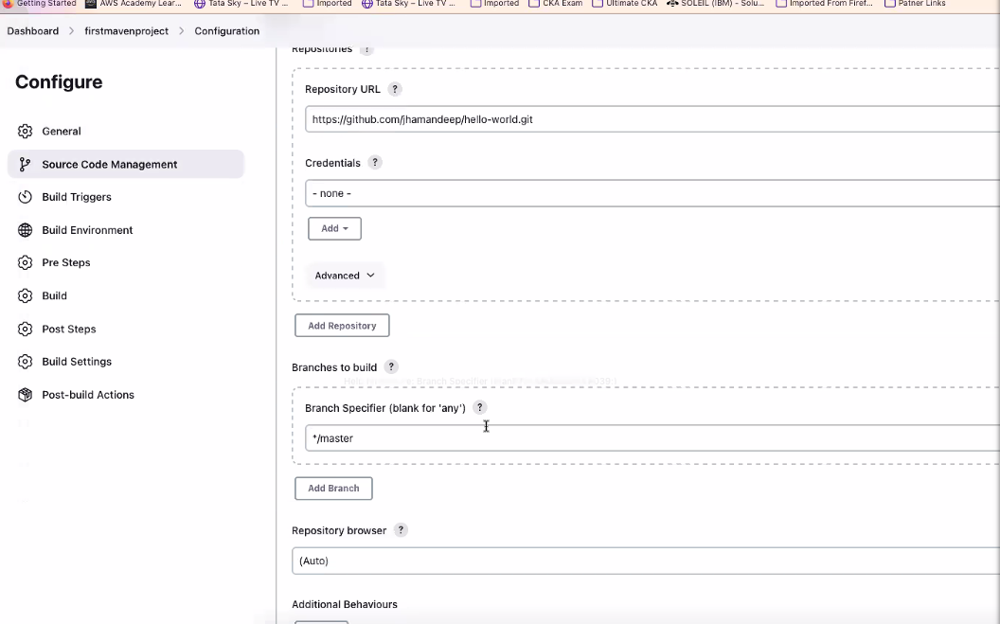 Getting Started AWS Academy Lear... Tata Sky – Live TV ... Imported Tata Sky – Live TV ... Imported CKA Exam Ultimate CKA SOLEIL (IBM) - Solu... Imported From Firef... Patner Links
Dashboard > firstmavenproject > Configuration
Repositories ?
Configure
Repository URL ?
https://github.com/jhamandeep/hello-world.git
General
Source Code Management
Credentials ?
- none -
Build Triggers
Build Environment
Add
Pre Steps
Advanced
Build
Add Repository
Post Steps
Build Settings
Branches to build ?
Post-build Actions
Branch Specifier (blank for 'any') ?
*/master
Add Branch
Repository browser ?
(Auto)
Additional Behaviours